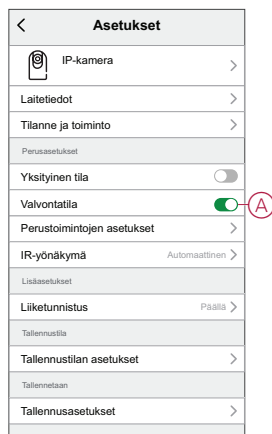 Asetukset
IP-kamera
Laitetiedot
Tilanne ja toiminto
Perusasetukset
Yksityinen tila
Valvontatila
A
Perustoimintojen asetukset
IR-yönäkymä Automaattinen
Lisäasetukset
Liiketunnistus Päällä
Tallennustila
Tallennustilan asetukset
Tallennetaan
Tallennusasetukset